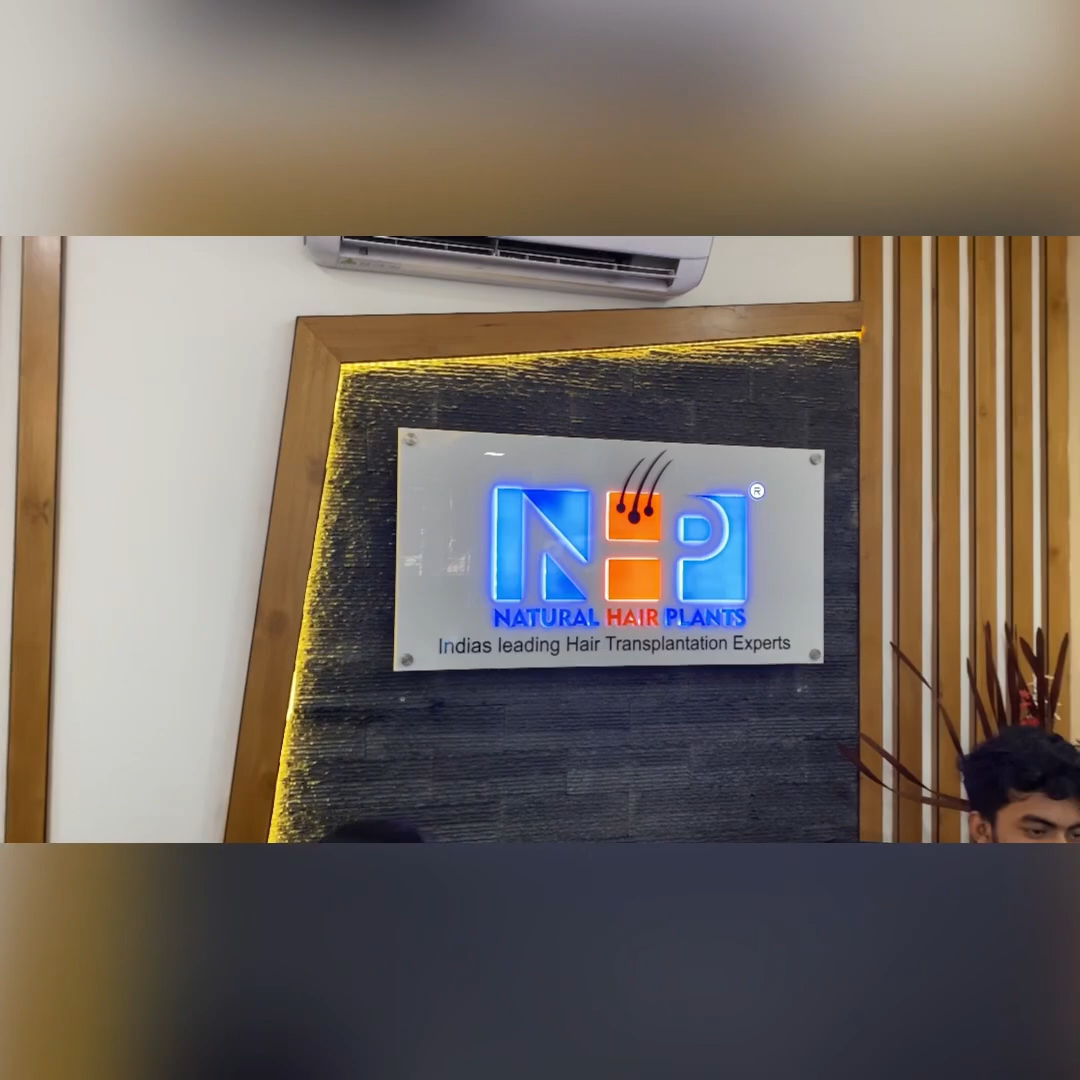 NHP®
NATURAL HAIR PLANTS
Indias leading Hair Transplantation Experts